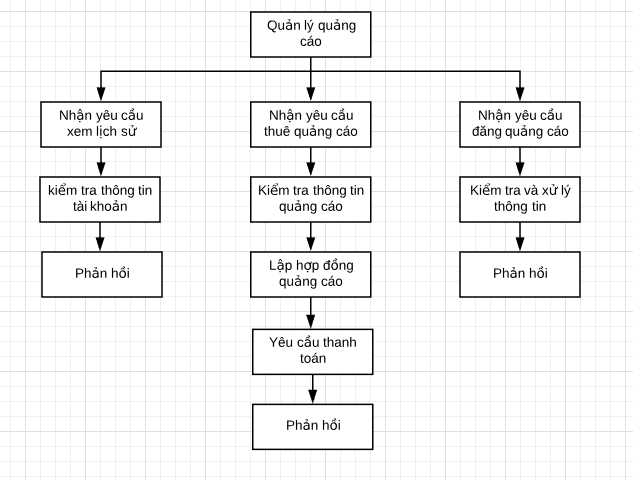 Quản lý quảng
cáo
Nhận yêu cầu
xem lịch sử
Nhận yêu cầu
thuê quảng cáo
Nhận yêu cầu
đăng quảng cáo
kiểm tra thông tin
tài khoản
Kiểm tra thông tin
quảng cáo
Kiểm tra và xử lý
thông tin
Phản hồi
Lập hợp đồng
quảng cáo
Phản hồi
Yêu cầu thanh
toán
Phản hồi